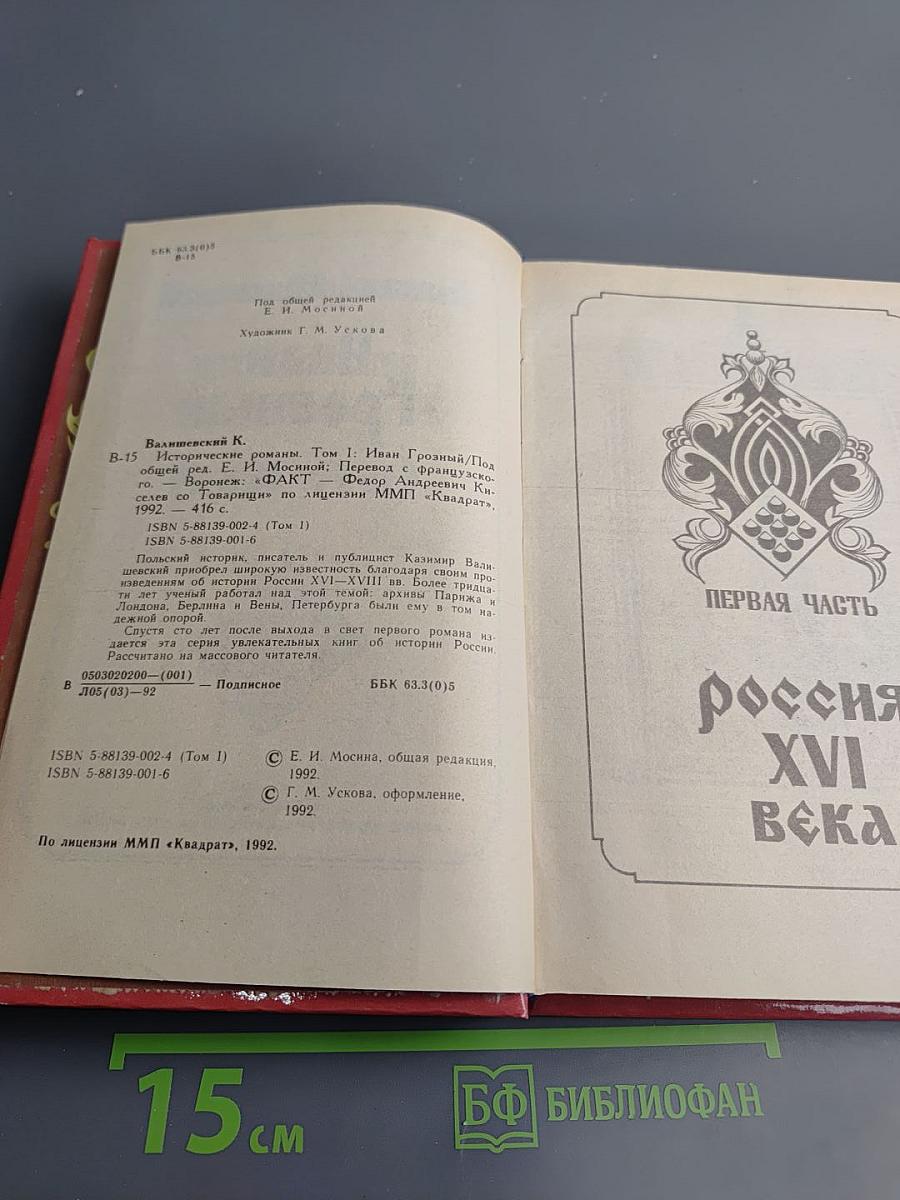 ББК 63.3(0)5
В-15
Под общей редакцией
Е. И. Мосиной
Художник Г. М. Ускова
Валишевский К.
В-15 Исторические романы. Том I: Иван Грозный/Под
общей ред. Е. И. Мосиной; Перевод с французско-
го. — Воронеж: «ФАКТ — Федор Андреевич Ки-
селев со Товарищи» по лицензии ММП «Квадрат»,
1992. — 416 с.
ISBN 5-88139-002-4 (Том 1)
ISBN 5-88139-001-6
Польский историк, писатель и публицист Казимир Вали-
шевский приобрел широкую известность благодаря своим про-
изведениям об истории России XVI—XVIII вв. Более тридца-
ти лет ученый работал над этой темой: архивы Парижа и
Лондона, Берлина и Вены, Петербурга были ему в том на-
дежной опорой.
Спустя сто лет после выхода в свет первого романа из-
дается эта серия увлекательных книг об истории России.
Рассчитано на массового читателя.
В 0503020200—(001)
Л05(03)—92 — Подписное ББК 63.3(0)5
ISBN 5-88139-002-4 (Том 1)
ISBN 5-88139-001-6
© Е. И. Мосина, общая редакция,
1992.
© Г. М. Ускова, оформление,
1992.
По лицензии ММП «Квадрат», 1992.
ПЕРВАЯ ЧАСТЬ
РОССИЯ
XVI
ВЕКА
15 см
БФ БИБЛИОФАН